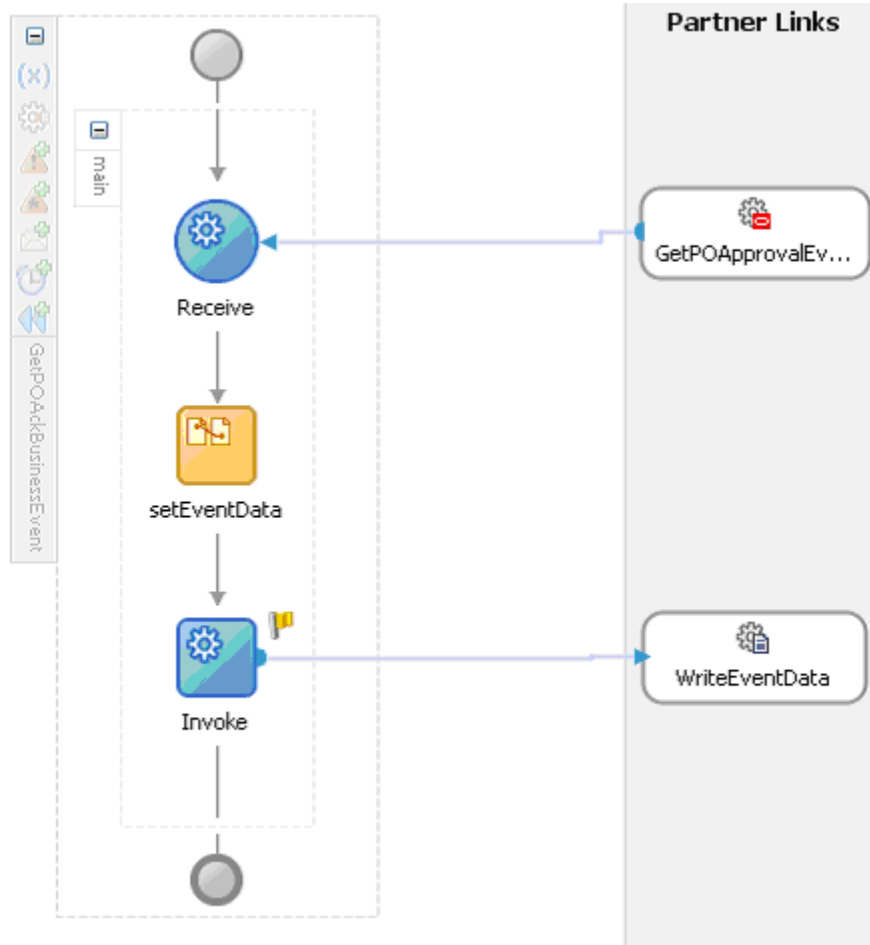 Partner Links
main
Receive
GetPOApprovalEv...
GetPOAckBusinessEvent
setEventData
Invoke
WriteEventData